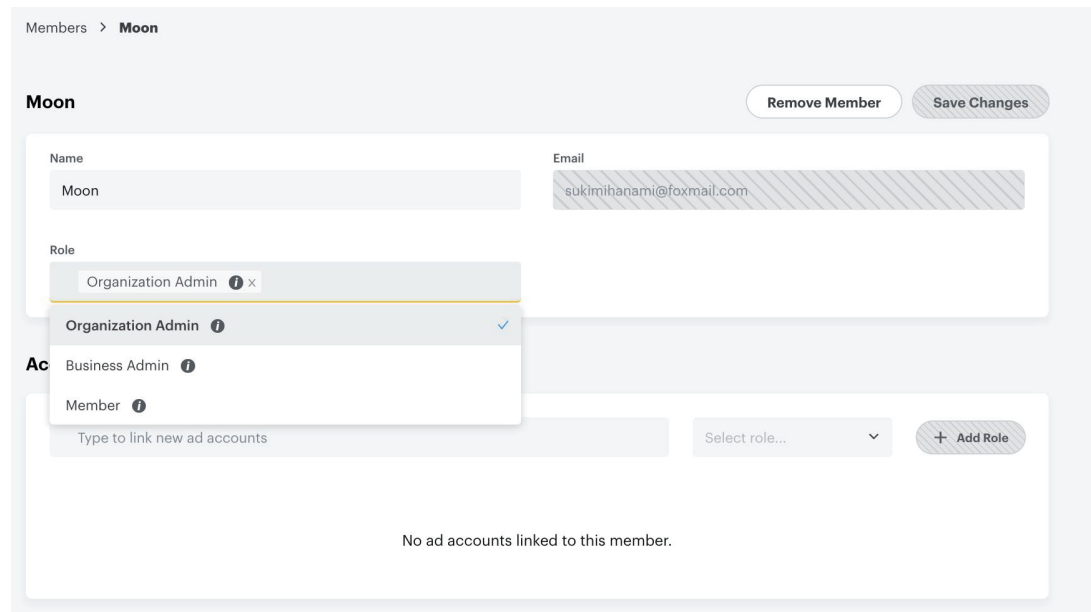 Members > Moon
Moon
Remove Member
Save Changes
Name
Email
Moon
sukimihanami@foxmail.com
Role
Organization Admin i ×
Organization Admin i
Business Admin i
Ac
Member i
Type to link new ad accounts
Select role...
+ Add Role
No ad accounts linked to this member.